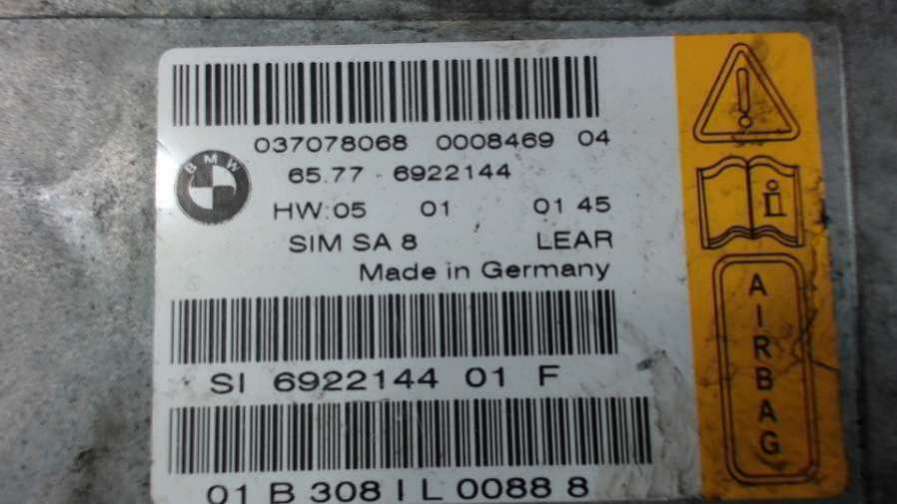 037078068 0008469 04
BMW
65.77 - 6922144
HW:05 01 01 45
SIM SA 8 LEAR
Made in Germany
SI 6922144 01 F
01 B 308 I L 0088 8
AIRBAG